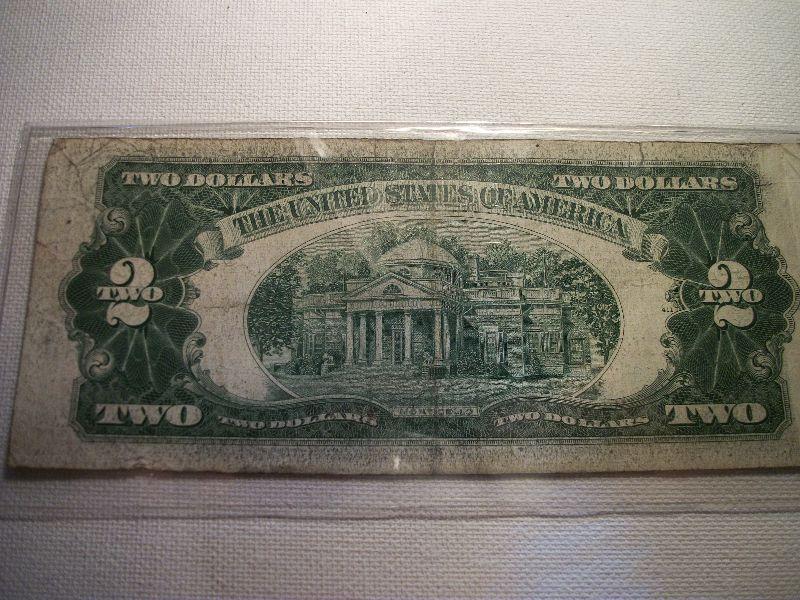 TWO DOLLARS TWO DOLLARS
THE UNITED STATES OF AMERICA
2 2
TWO TWO
TWO TWO DOLLARS MONTICELLO TWO DOLLARS TWO